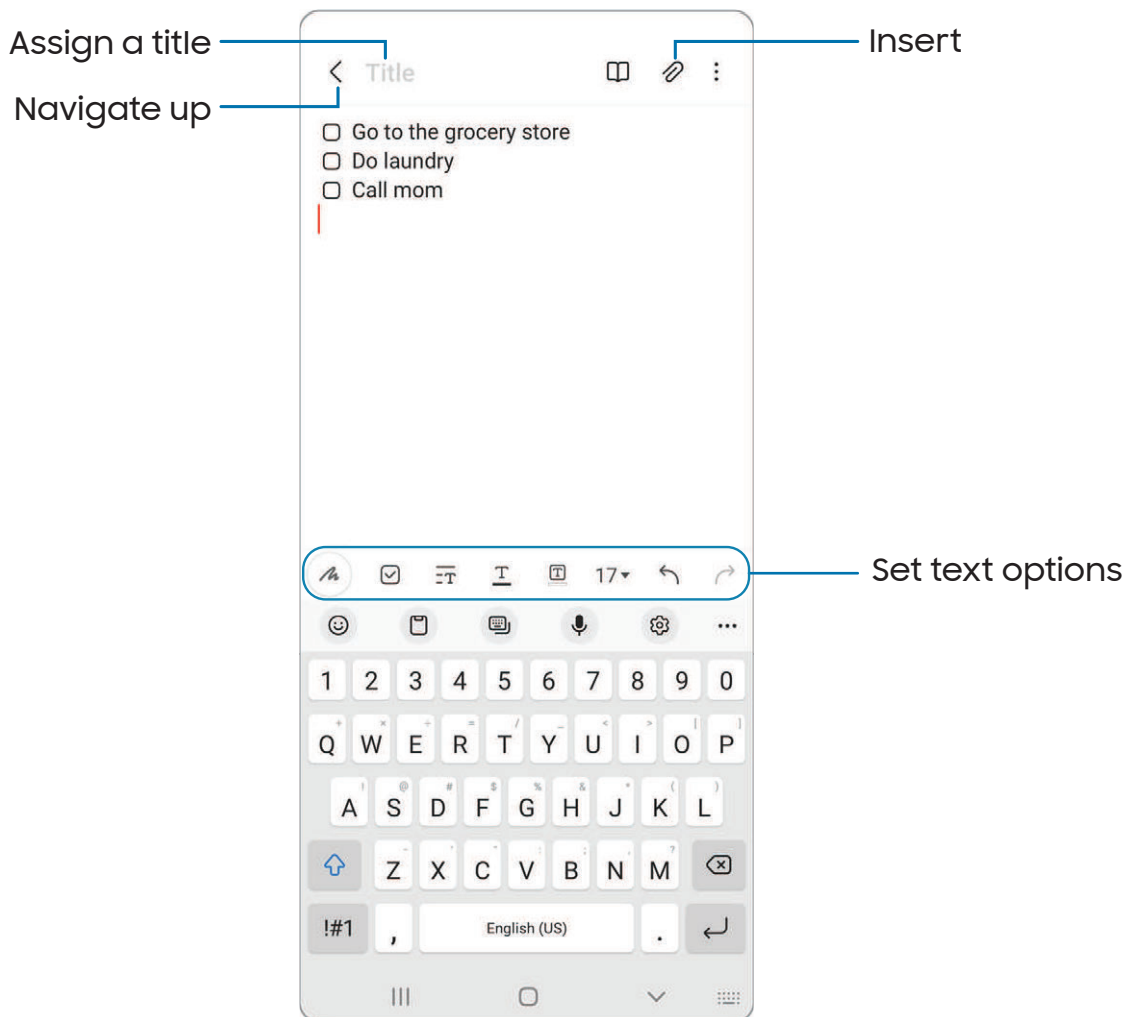 Assign a title
Insert
Title
Navigate up
Go to the grocery store
Do laundry
Call mom
T T T 17
Set text options
1 2 3 4 5 6 7 8 9 0
+ × ÷ = / _ < > [ ]
Q W E R T Y U I O P
! @ # $ % & * ( )
A S D F G H J K L
- ' " : ; , ?
Z X C V B N M
!#1 , English (US) .